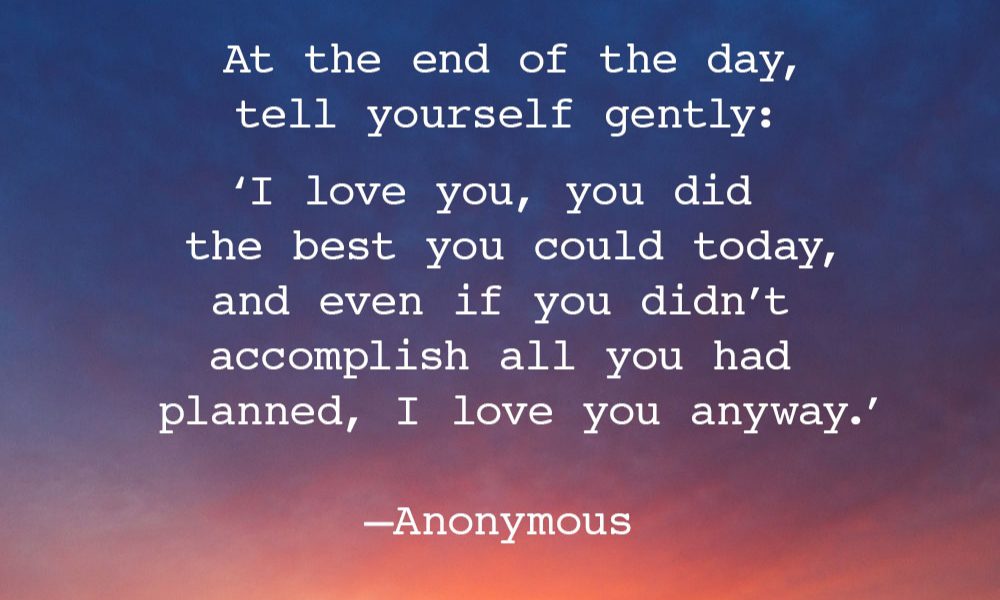 At the end of the day,
tell yourself gently:
‘I love you, you did
the best you could today,
and even if you didn’t
accomplish all you had
planned, I love you anyway.’
—Anonymous